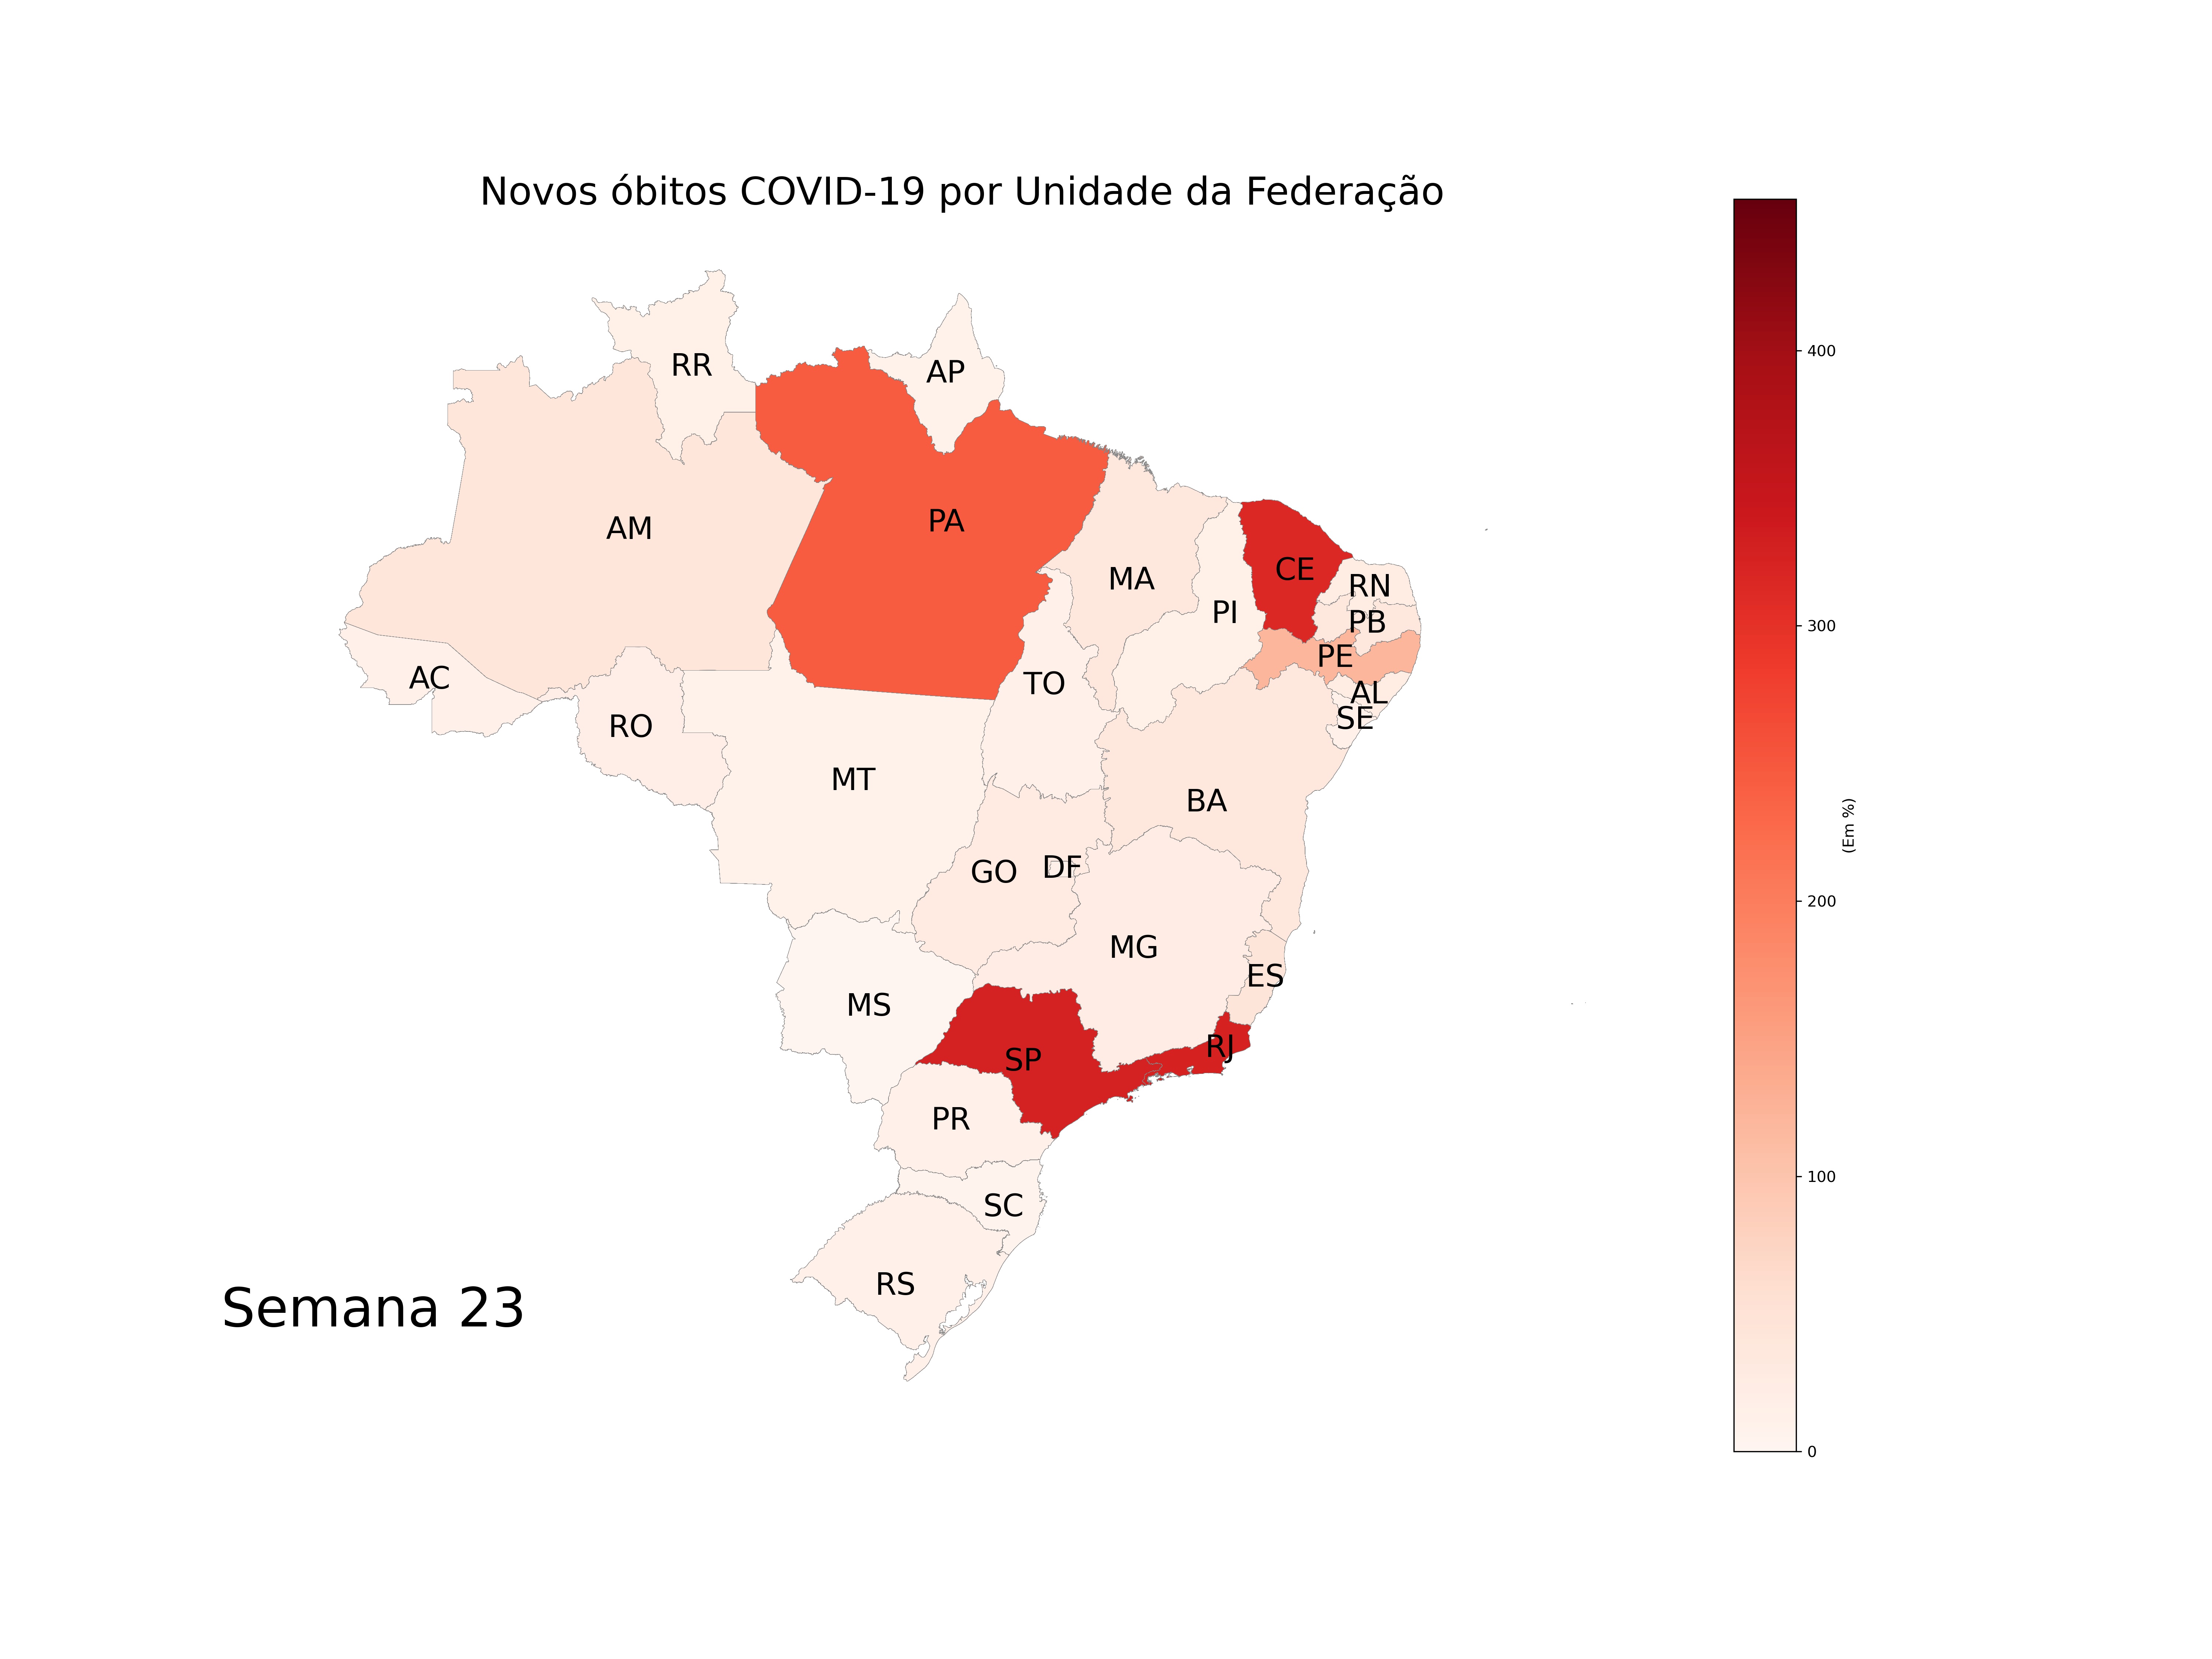 Novos óbitos COVID-19 por Unidade da Federação
RR
AP
AM
PA
MA
CE
RN
PI
PB
PE
AC
TO
AL
SE
RO
MT
BA
GO
DF
MG
ES
MS
SP
RJ
PR
SC
RS
Semana 23
400
300
200
100
0
(Em %)